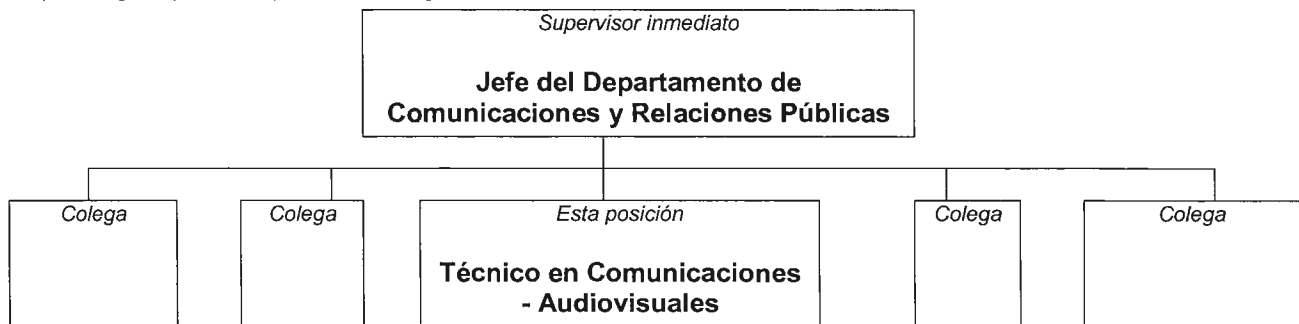 Supervisor inmediato
Jefe del Departamento de
Comunicaciones y Relaciones Públicas
Colega
Colega
Esta posición
Colega
Colega
Técnico en Comunicaciones
- Audiovisuales